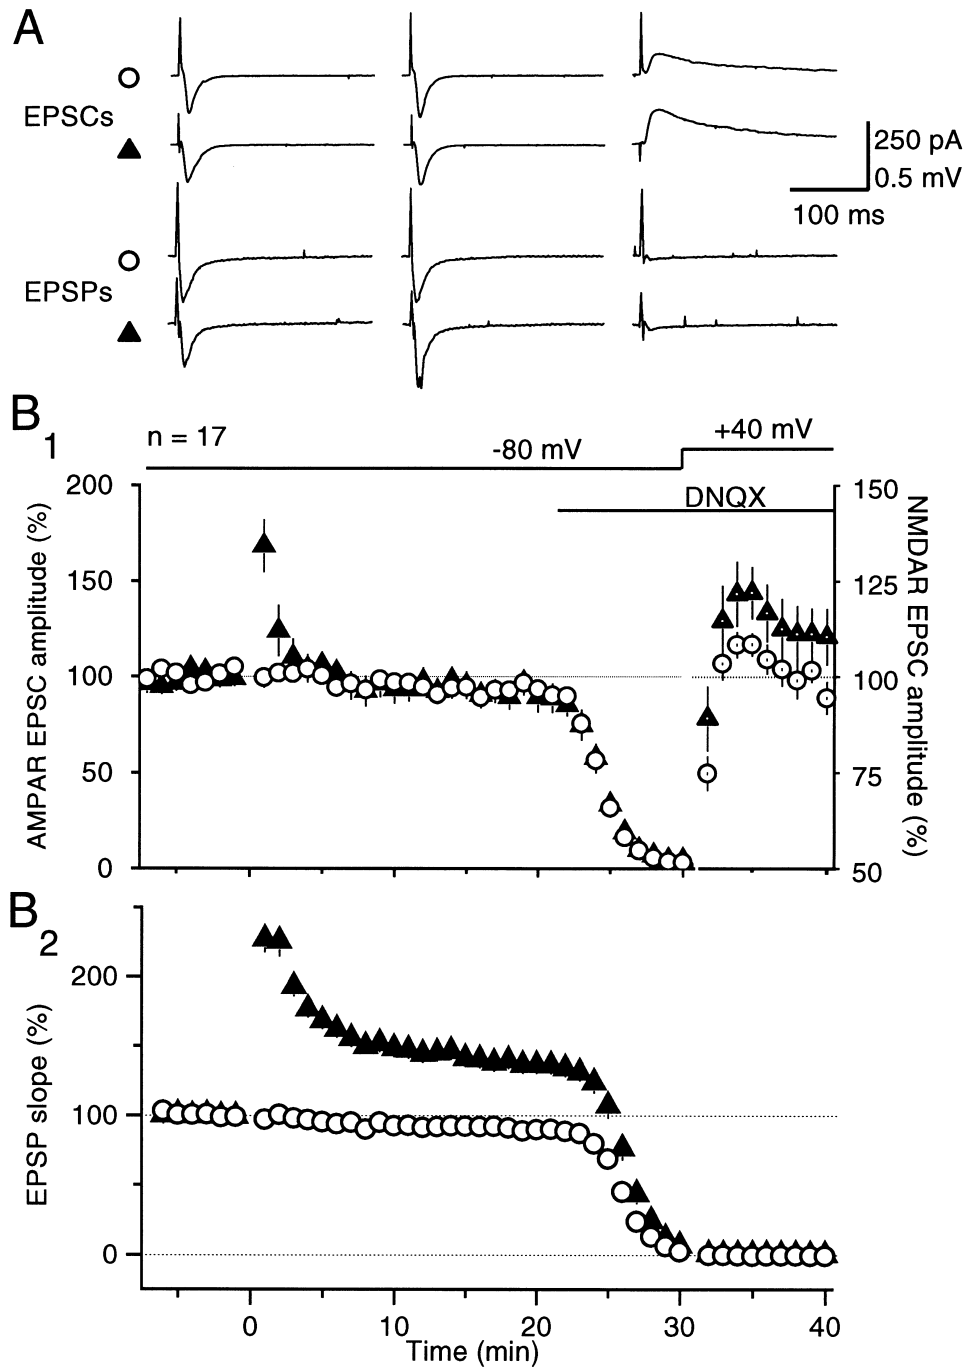 A
EPSCs
250 pA
0.5 mV
100 ms
EPSPs
B1
n = 17
-80 mV
+40 mV
DNQX
AMPAR EPSC amplitude (%)
200
150
100
50
0
NMDAR EPSC amplitude (%)
150
125
100
75
50
B2
EPSP slope (%)
200
100
0
0
10
20
30
40
Time (min)